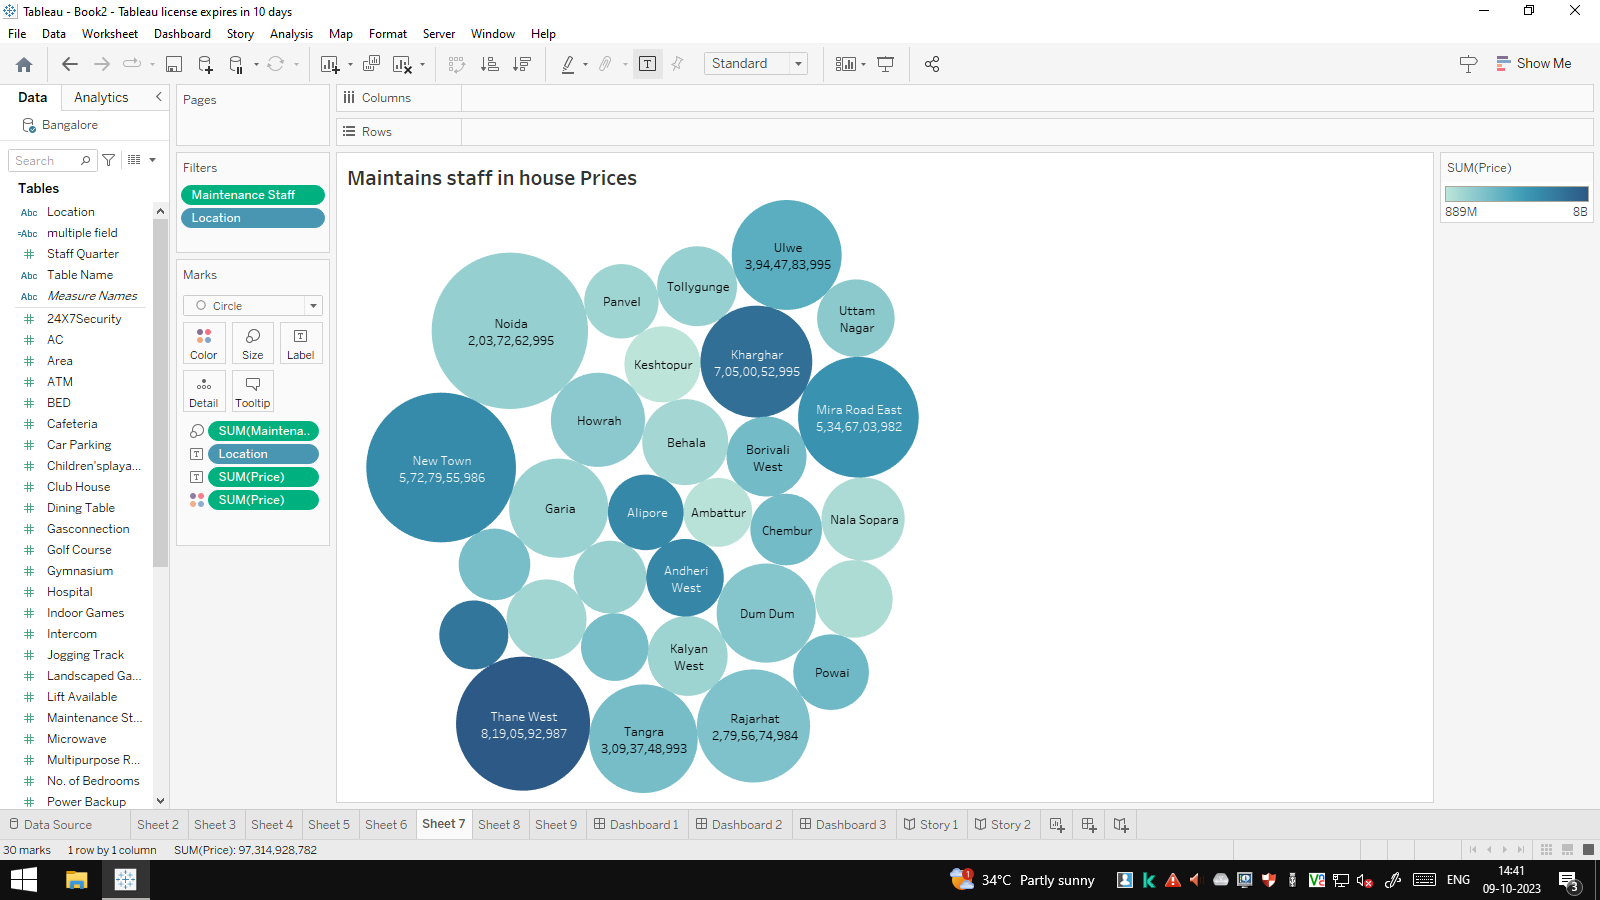 Tableau - Book2 - Tableau license expires in 10 days
File Data Worksheet Dashboard Story Analysis Map Format Server Window Help
Standard
Show Me
Data Analytics
Bangalore
Search
Tables
Abc Location
=Abc multiple field
# Staff Quarter
Abc Table Name
Abc Measure Names
# 24X7Security
# AC
# Area
# ATM
# BED
# Cafeteria
# Car Parking
# Children'splaya...
# Club House
# Dining Table
# Gasconnection
# Golf Course
# Gymnasium
# Hospital
# Indoor Games
# Intercom
# Jogging Track
# Landscaped Ga...
# Lift Available
# Maintenance St...
# Microwave
# Multipurpose R...
# No. of Bedrooms
# Power Backup
Pages
Filters
Maintenance Staff
Location
Marks
Circle
Color Size Label
Detail Tooltip
SUM(Maintena..
Location
SUM(Price)
SUM(Price)
Columns
Rows
Maintains staff in house Prices
Ulwe
3,94,47,83,995
Tollygunge
Panvel
Uttam
Nagar
Noida
2,03,72,62,995
Keshtopur
Kharghar
7,05,00,52,995
Mira Road East
5,34,67,03,982
Howrah
Behala
Borivali
West
New Town
5,72,79,55,986
Garia
Alipore
Ambattur
Chembur
Nala Sopara
Andheri
West
Dum Dum
Kalyan
West
Powai
Thane West
8,19,05,92,987
Tangra
3,09,37,48,993
Rajarhat
2,79,56,74,984
SUM(Price)
889M 8B
Data Source Sheet 2 Sheet 3 Sheet 4 Sheet 5 Sheet 6 Sheet 7 Sheet 8 Sheet 9 Dashboard 1 Dashboard 2 Dashboard 3 Story 1 Story 2
30 marks 1 row by 1 column SUM(Price): 97,314,928,782
1 34°C Partly sunny ENG 14:41
09-10-2023
3